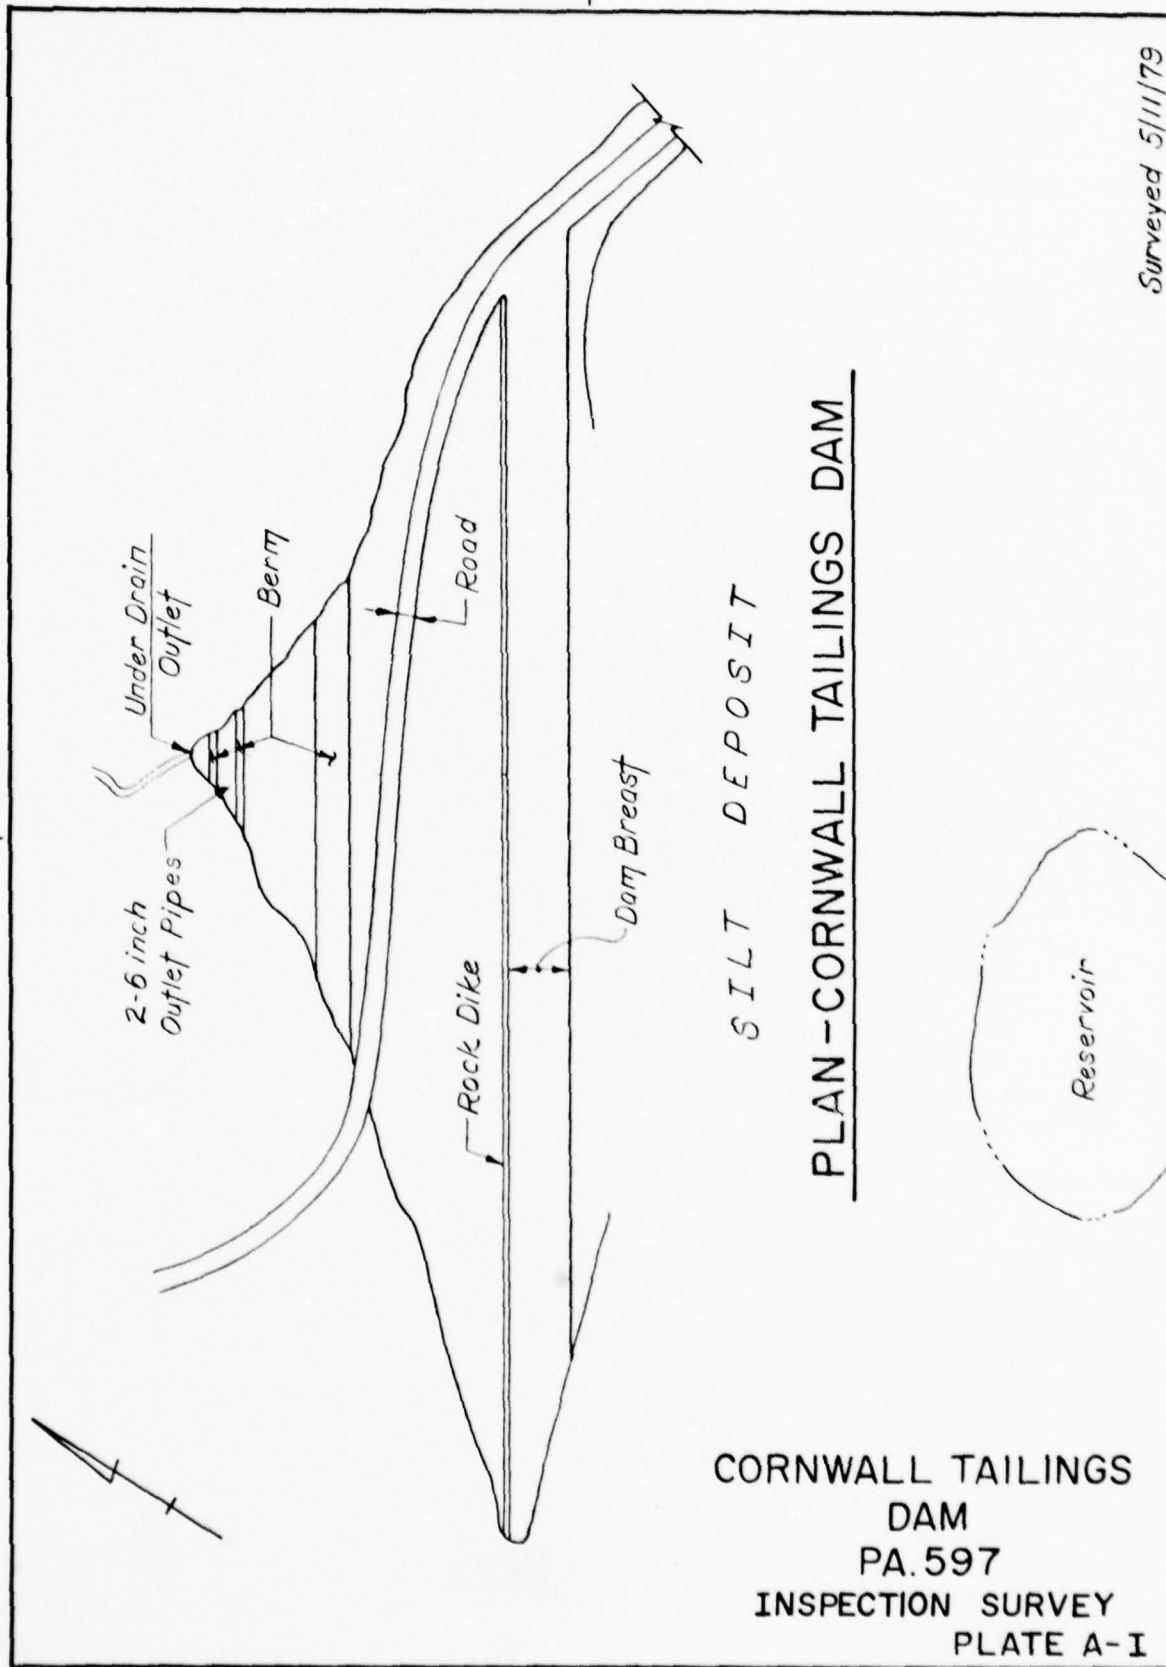 Surveyed 5/11/79
Under Drain
Outlet
Berm
Road
2-6 inch
Outlet Pipes
Rock Dike
Dam Breast
SILT DEPOSIT
PLAN-CORNWALL TAILINGS DAM
Reservoir
CORNWALL TAILINGS
DAM
PA.597
INSPECTION SURVEY
PLATE A-I